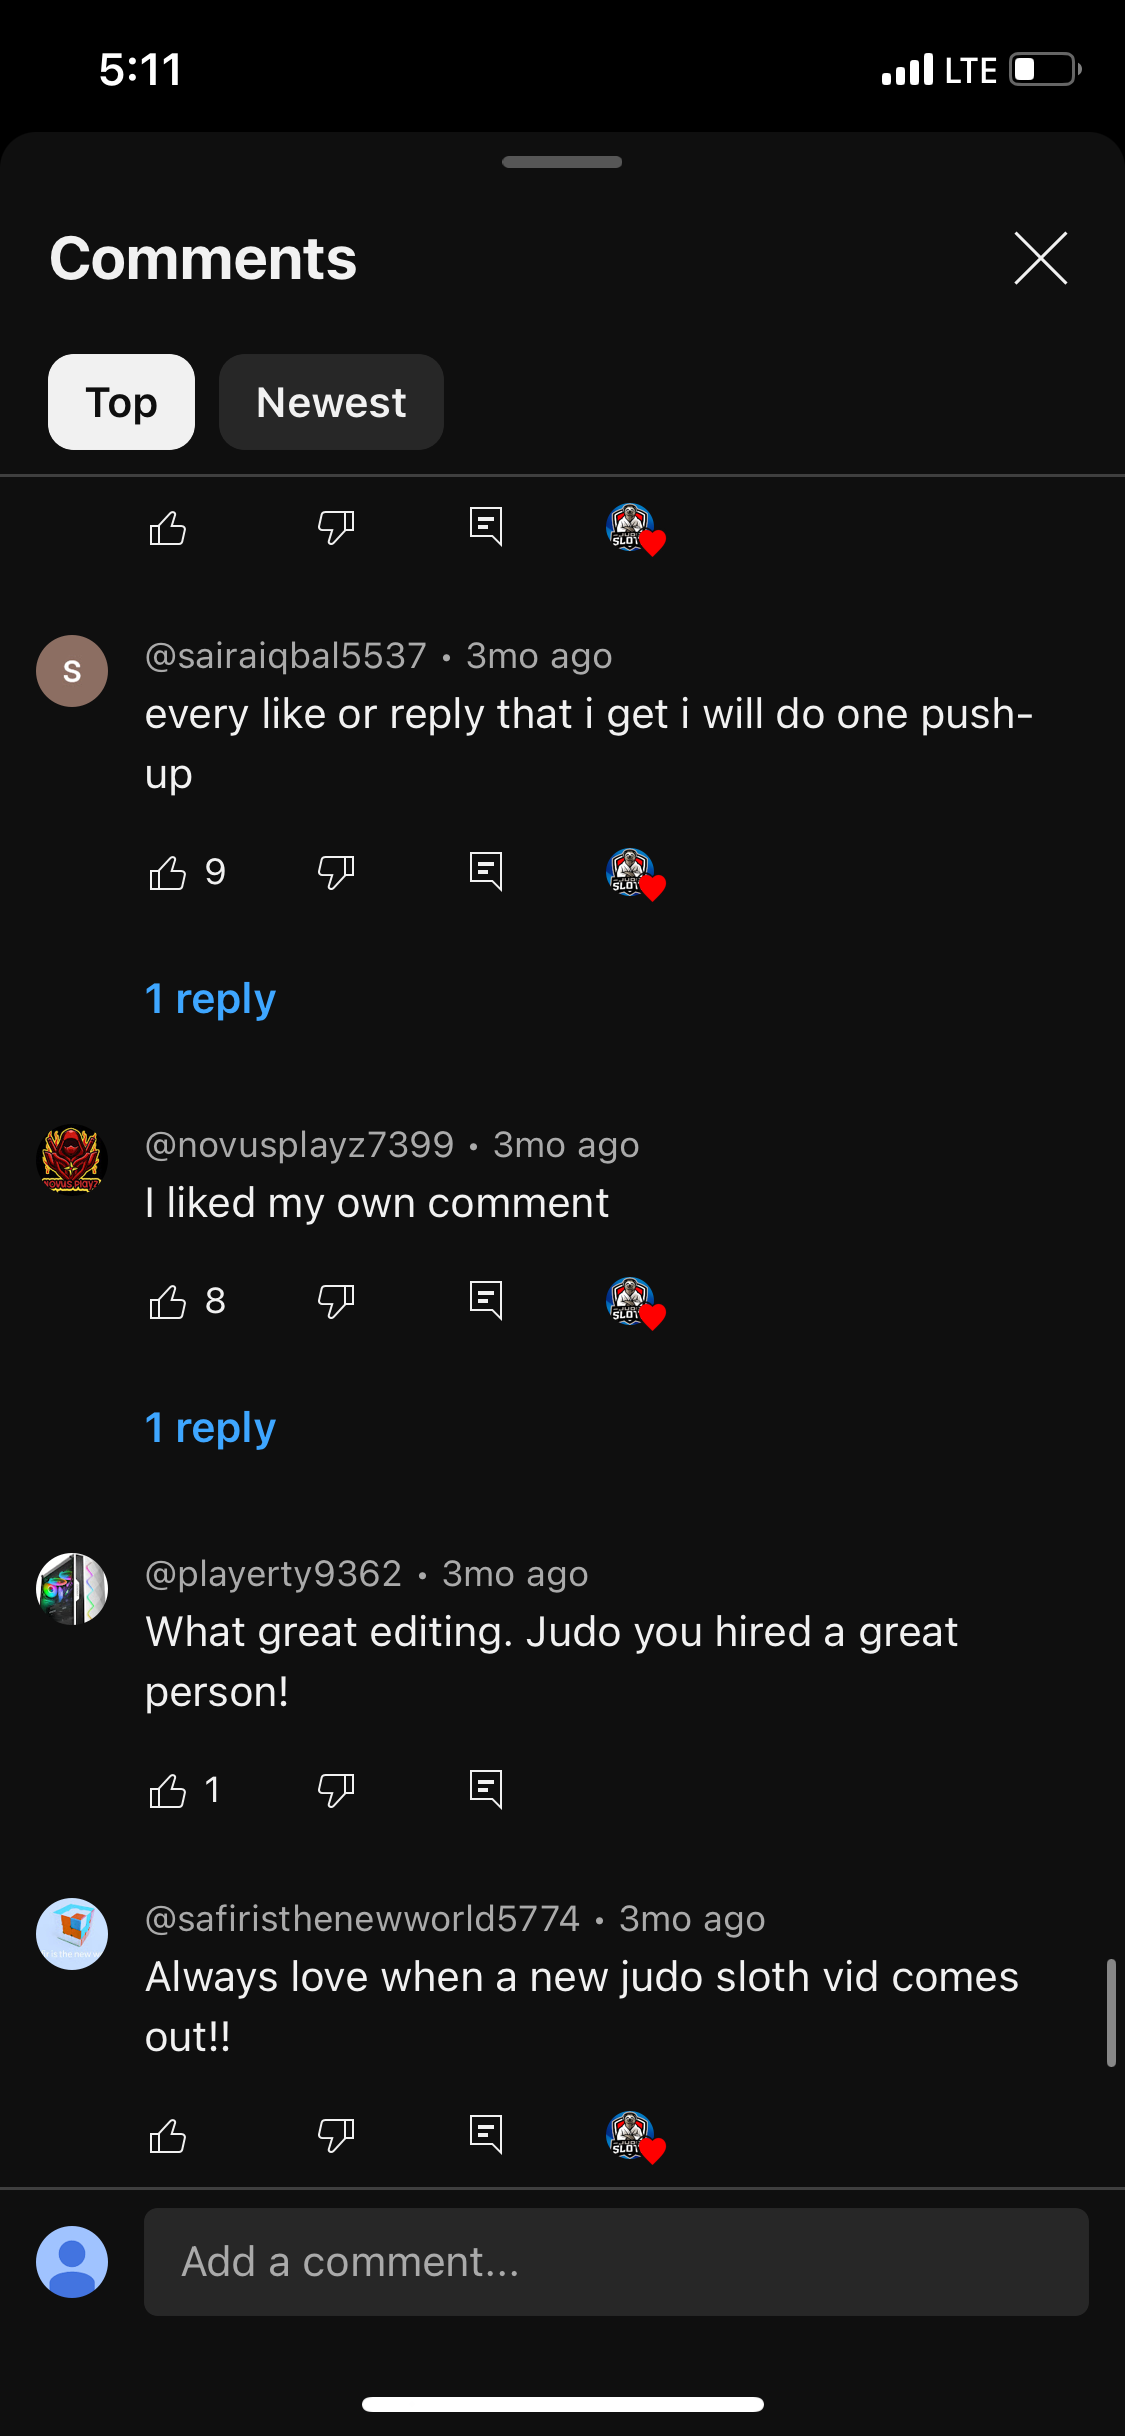 5:11
LTE
Comments
Top
Newest
@sairaiqbal5537 • 3mo ago
every like or reply that i get i will do one push-
up
9
1 reply
@novusplayz7399 • 3mo ago
I liked my own comment
8
1 reply
@playerty9362 • 3mo ago
What great editing. Judo you hired a great
person!
1
@safiristhenewworld5774 • 3mo ago
Always love when a new judo sloth vid comes
out!!
Add a comment...